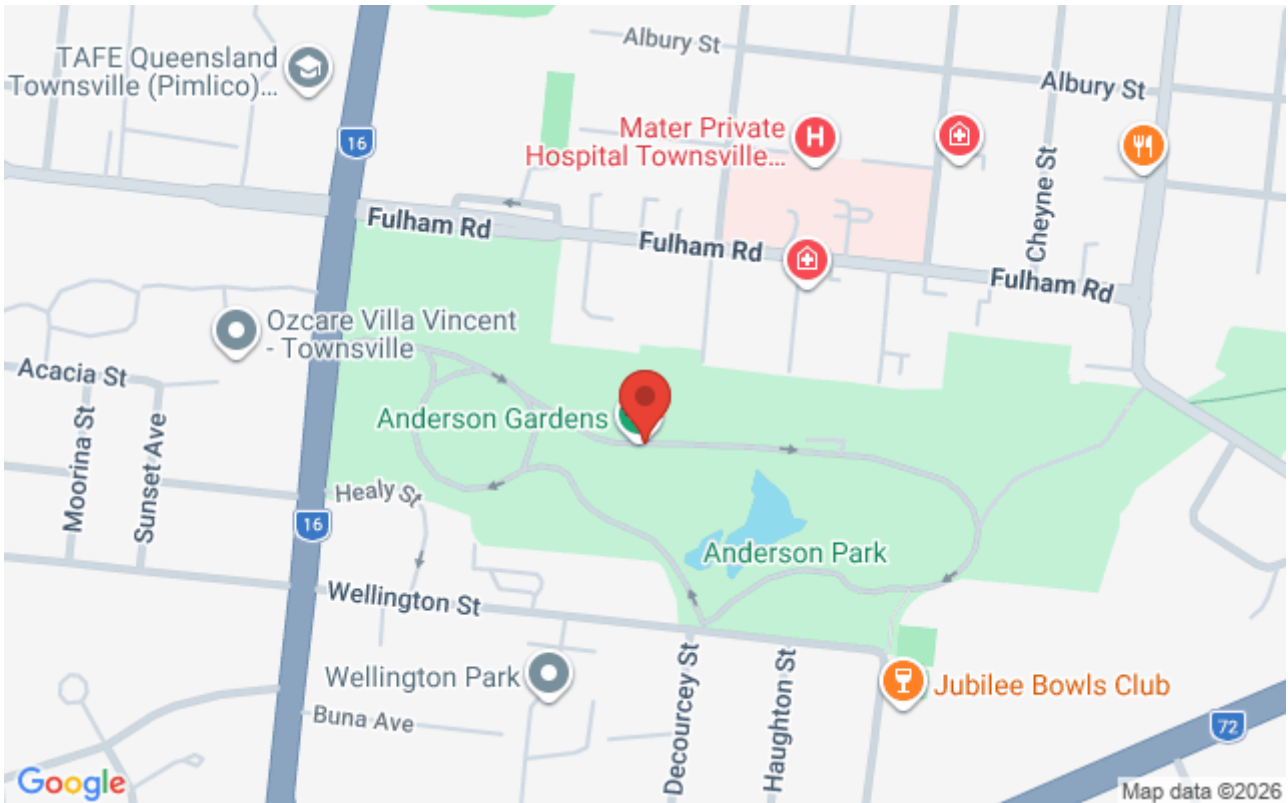 TAFE Queensland
Townsville (Pimlico)...
Albury St
Albury St
16
Mater Private
Hospital Townsville...
H
Cheyne St
Fulham Rd
Fulham Rd
Fulham Rd
Ozcare Villa Vincent
- Townsville
Acacia St
Moorina St
Sunset Ave
Anderson Gardens
Healy St
16
Anderson Park
Wellington St
Wellington Park
Decourcey St
Haughton St
Jubilee Bowls Club
Buna Ave
72
Google
Map data ©2026